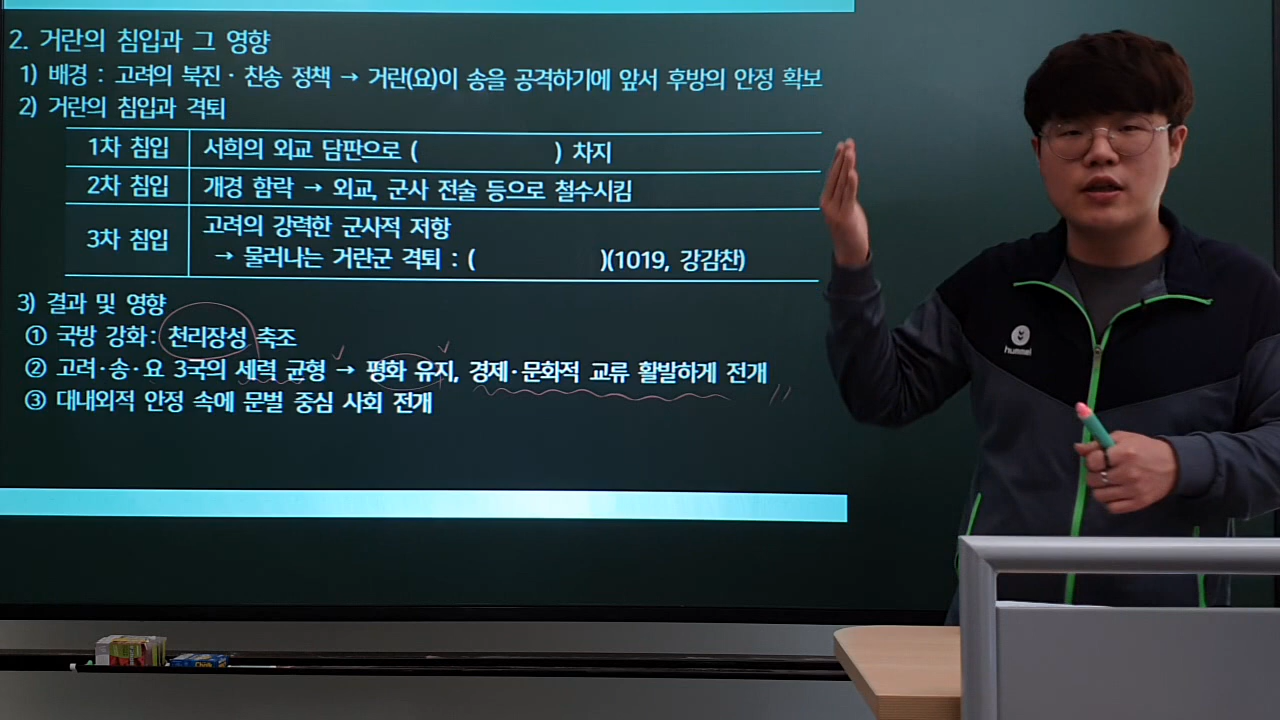 2. 거란의 침입과 그 영향
1) 배경 : 고려의 북진·친송 정책 → 거란(요)이 송을 공격하기에 앞서 후방의 안정 확보
2) 거란의 침입과 격퇴
1차 침입 서희의 외교 담판으로 ( ) 차지
2차 침입 개경 함락 → 외교, 군사 전술 등으로 철수시킴
3차 침입 고려의 강력한 군사적 저항
→ 물러나는 거란군 격퇴 : ( )(1019, 강감찬)
3) 결과 및 영향
① 국방 강화: 천리장성 축조
② 고려·송·요 3국의 세력 균형 → 평화 유지, 경제·문화적 교류 활발하게 전개
③ 대내외적 안정 속에 문벌 중심 사회 전개
hummel